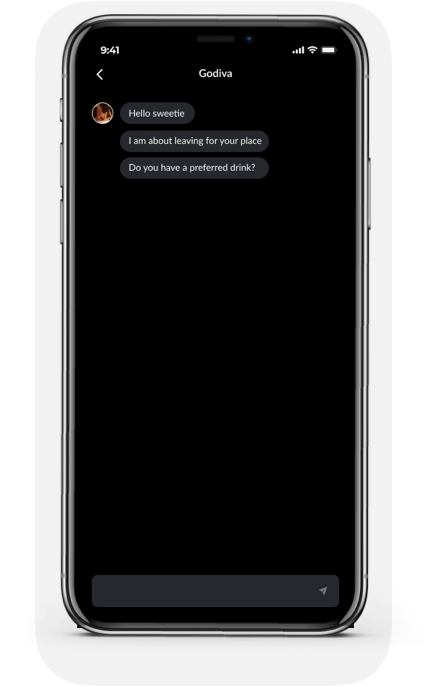 9:41
Godiva
Hello sweetie
I am about leaving for your place
Do you have a preferred drink?